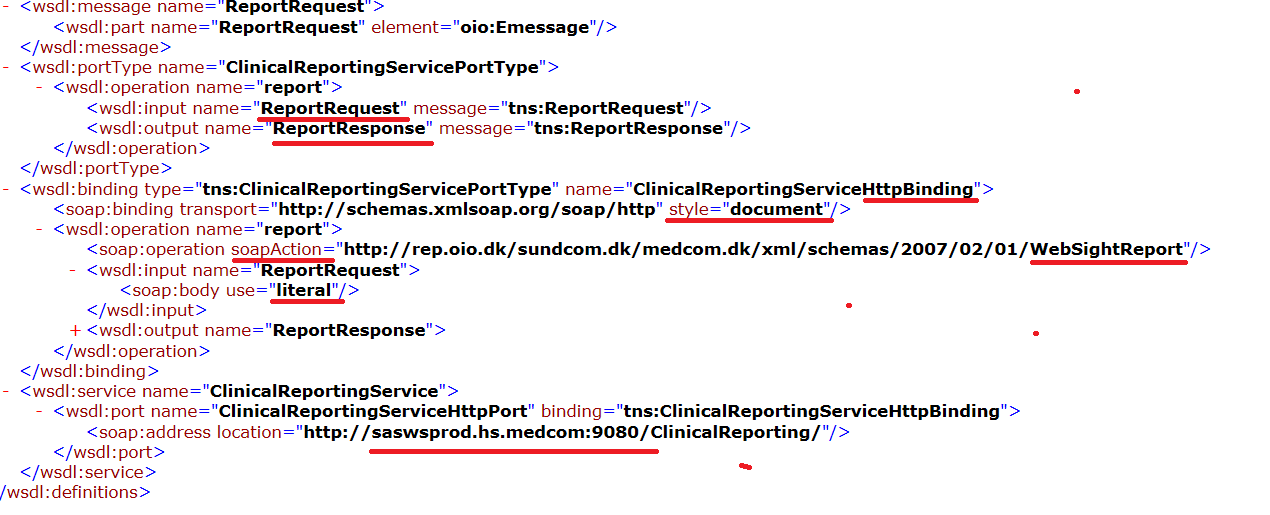 - <wsdl:message name="ReportRequest">
<wsdl:part name="ReportRequest" element="oio:Emessage"/>
</wsdl:message>
- <wsdl:portType name="ClinicalReportingServicePortType">
- <wsdl:operation name="report">
<wsdl:input name="ReportRequest" message="tns:ReportRequest"/>
<wsdl:output name="ReportResponse" message="tns:ReportResponse"/>
</wsdl:operation>
</wsdl:portType>
- <wsdl:binding type="tns:ClinicalReportingServicePortType" name="ClinicalReportingServiceHttpBinding">
<soap:binding transport="http://schemas.xmlsoap.org/soap/http" style="document"/>
- <wsdl:operation name="report">
<soap:operation soapAction="http://rep.oio.dk/sundcom.dk/medcom.dk/xml/schemas/2007/02/01/WebSightReport"/>
- <wsdl:input name="ReportRequest">
<soap:body use="literal"/>
</wsdl:input>
+ <wsdl:output name="ReportResponse">
</wsdl:operation>
</wsdl:binding>
- <wsdl:service name="ClinicalReportingService">
- <wsdl:port name="ClinicalReportingServiceHttpPort" binding="tns:ClinicalReportingServiceHttpBinding">
<soap:address location="http://saswsprod.hs.medcom:9080/ClinicalReporting/"/>
</wsdl:port>
</wsdl:service>
/wsdl:definitions>